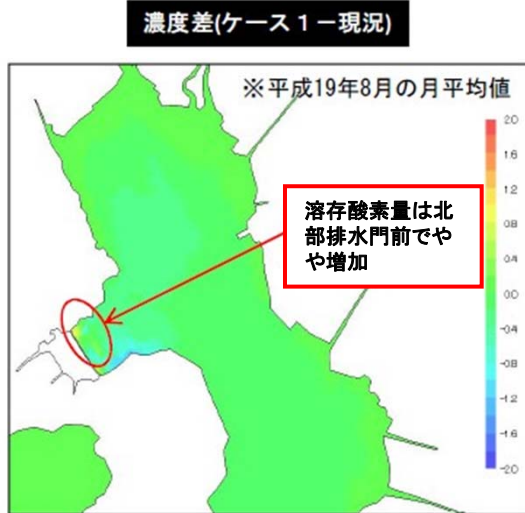 濃度差(ケース１－現況)
※平成19年8月の月平均値
溶存酸素量は北
部排水門前でや
や増加
2.0
1.6
1.2
0.8
0.4
0.0
-0.4
-0.8
-1.2
-1.6
-2.0